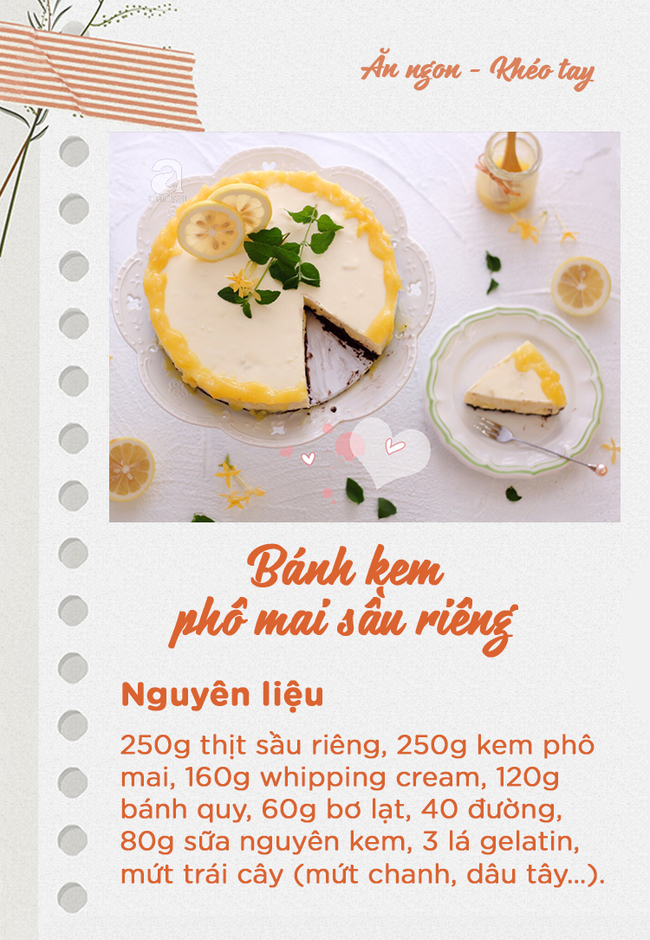 Ăn ngon - Khéo tay
a
Bánh kem
phô mai sầu riêng
Nguyên liệu
250g thịt sầu riêng, 250g kem phô
mai, 160g whipping cream, 120g
bánh quy, 60g bơ lạt, 40 đường,
80g sữa nguyên kem, 3 lá gelatin,
mứt trái cây (mứt chanh, dâu tây...).